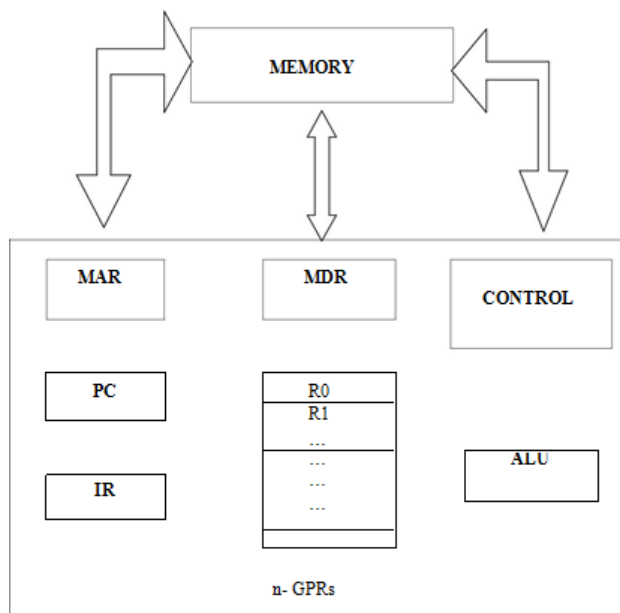 MEMORY
MAR
MDR
CONTROL
PC
R0
R1
...
---
---
---
IR
ALU
n- GPRs